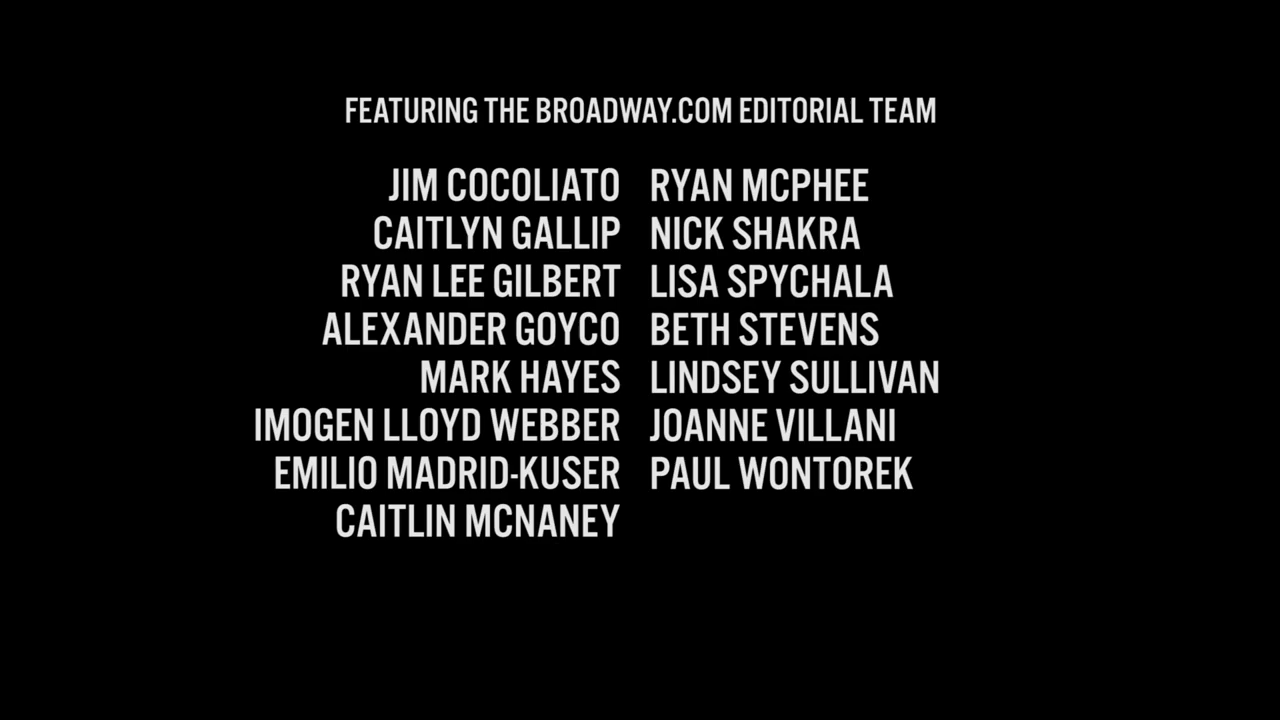 FEATURING THE BROADWAY.COM EDITORIAL TEAM
JIM COCOLIATO
CAITLYN GALLIP
RYAN LEE GILBERT
ALEXANDER GOYCO
MARK HAYES
IMOGEN LLOYD WEBBER
EMILIO MADRID-KUSER
CAITLIN MCNANEY
RYAN MCPHEE
NICK SHAKRA
LISA SPYCHALA
BETH STEVENS
LINDSEY SULLIVAN
JOANNE VILLANI
PAUL WONTOREK